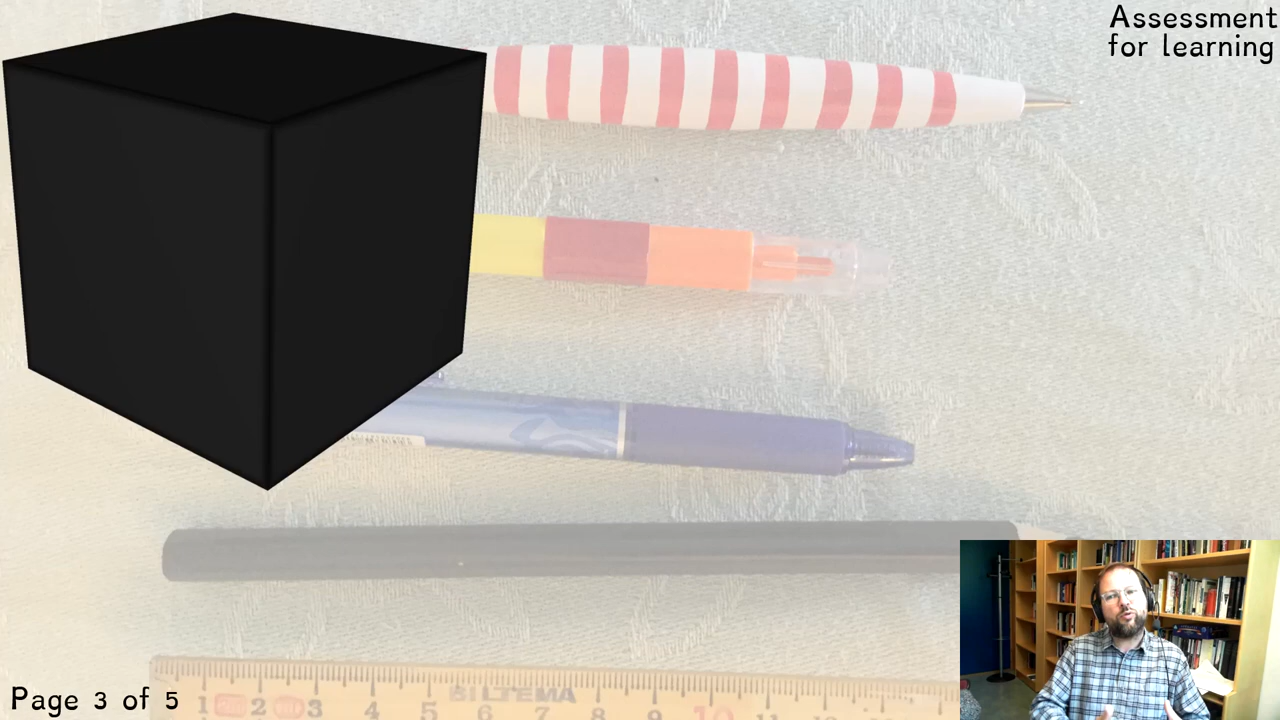 Assessment
for learning
BILTEMA
1 2 3 4 5 6 7 8 9 10 11
Page 3 of 5